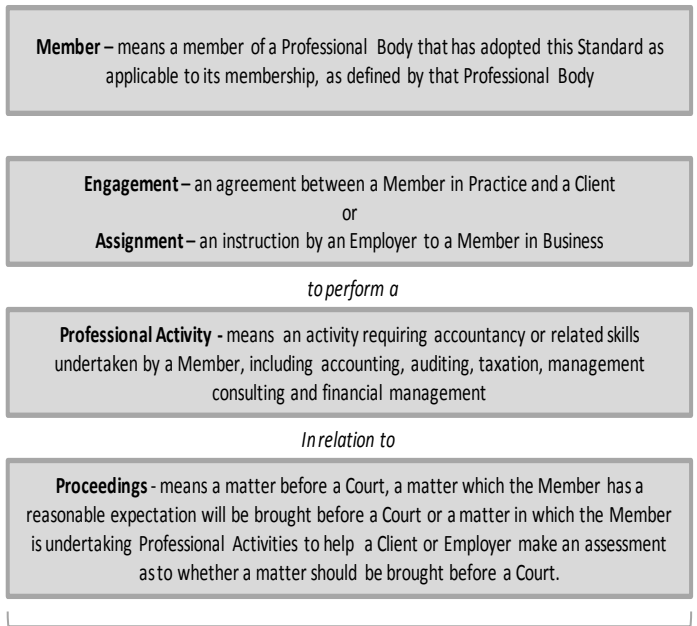 Member – means a member of a Professional Body that has adopted this Standard as
applicable to its membership, as defined by that Professional Body
Engagement – an agreement between a Member in Practice and a Client
or
Assignment – an instruction by an Employer to a Member in Business
to perform a
Professional Activity - means an activity requiring accountancy or related skills
undertaken by a Member, including accounting, auditing, taxation, management
consulting and financial management
In relation to
Proceedings - means a matter before a Court, a matter which the Member has a
reasonable expectation will be brought before a Court or a matter in which the Member
is undertaking Professional Activities to help a Client or Employer make an assessment
as to whether a matter should be brought before a Court.